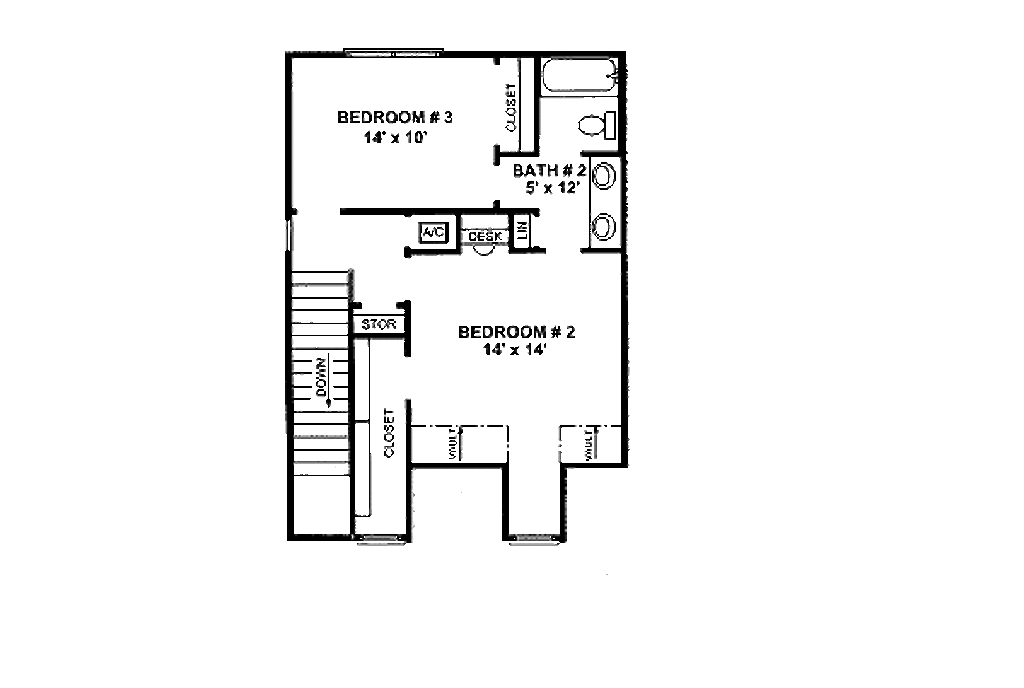 BEDROOM # 3
14' x 10'
CLOSET
BATH # 2
5' x 12'
A/C
DESK
LIN
STOR
BEDROOM # 2
14' x 14'
DOWN
CLOSET
VAULT
VAULT